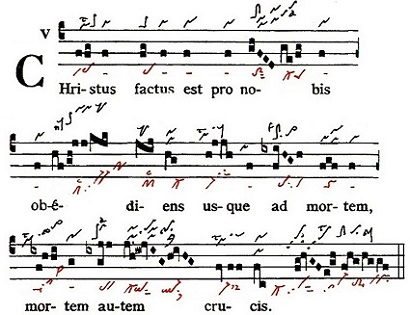 V
CHri-stus factus est pro no- bis
ob-é- di- ens us-que ad mor-tem,
mor- tem au-tem cru- cis.